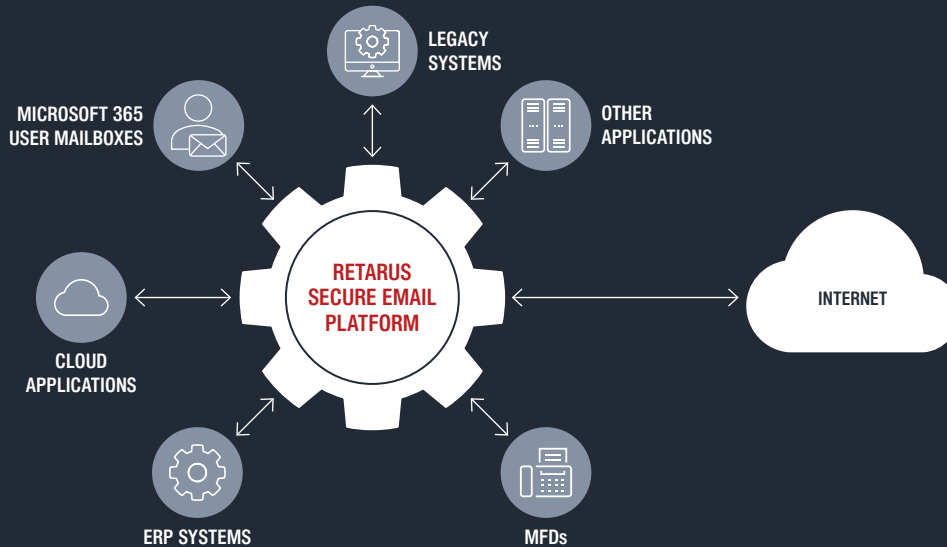 LEGACY
SYSTEMS
MICROSOFT 365
USER MAILBOXES
OTHER
APPLICATIONS
RETARUS
SECURE EMAIL
PLATFORM
INTERNET
CLOUD
APPLICATIONS
ERP SYSTEMS
MFDs